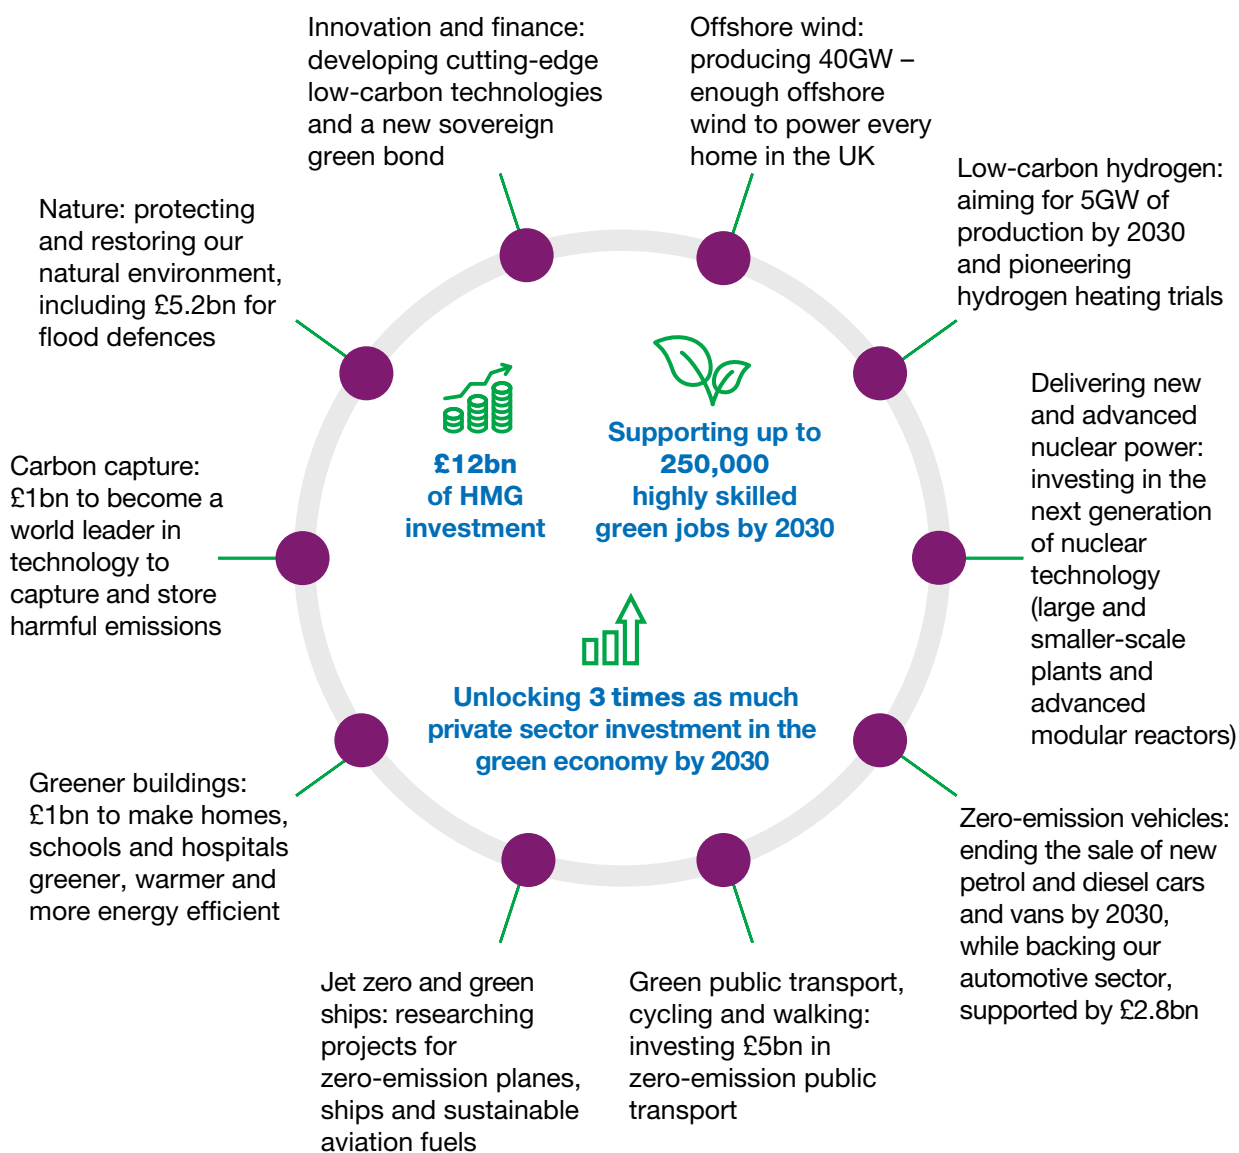 Innovation and finance:
developing cutting-edge
low-carbon technologies
and a new sovereign
green bond
Offshore wind:
producing 40GW –
enough offshore
wind to power every
home in the UK
Low-carbon hydrogen:
aiming for 5GW of
production by 2030
and pioneering
hydrogen heating trials
Delivering new
and advanced
nuclear power:
investing in the
next generation
of nuclear
technology
(large and
smaller-scale
plants and
advanced
modular reactors)
Zero-emission vehicles:
ending the sale of new
petrol and diesel cars
and vans by 2030,
while backing our
automotive sector,
supported by £2.8bn
Green public transport,
cycling and walking:
investing £5bn in
zero-emission public
transport
Jet zero and green
ships: researching
projects for
zero-emission planes,
ships and sustainable
aviation fuels
Greener buildings:
£1bn to make homes,
schools and hospitals
greener, warmer and
more energy efficient
Carbon capture:
£1bn to become a
world leader in
technology to
capture and store
harmful emissions
Nature: protecting
and restoring our
natural environment,
including £5.2bn for
flood defences
£12bn
of HMG
investment
Supporting up to
250,000
highly skilled
green jobs by 2030
Unlocking 3 times as much
private sector investment in the
green economy by 2030